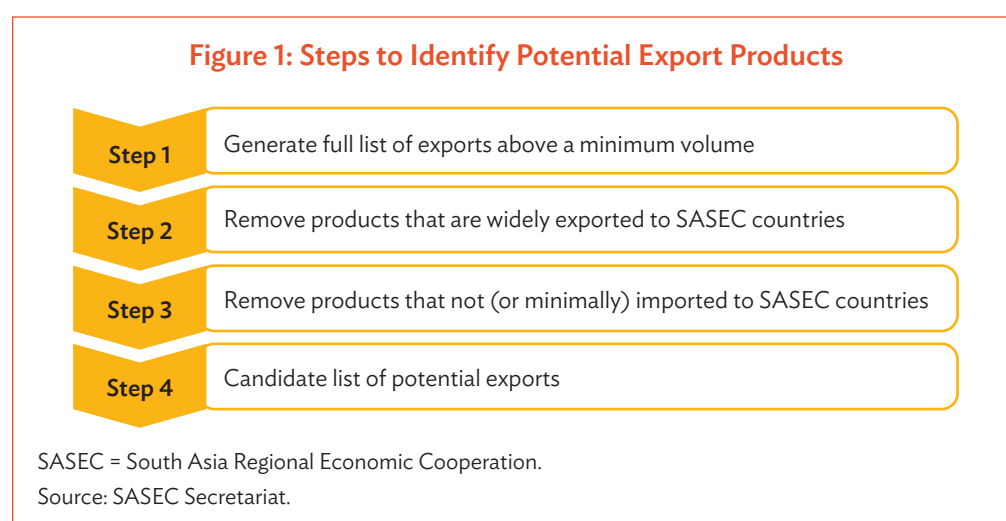 Figure 1: Steps to Identify Potential Export Products
Step 1
Generate full list of exports above a minimum volume
Step 2
Remove products that are widely exported to SASEC countries
Step 3
Remove products that not (or minimally) imported to SASEC countries
Step 4
Candidate list of potential exports
SASEC = South Asia Regional Economic Cooperation.
Source: SASEC Secretariat.